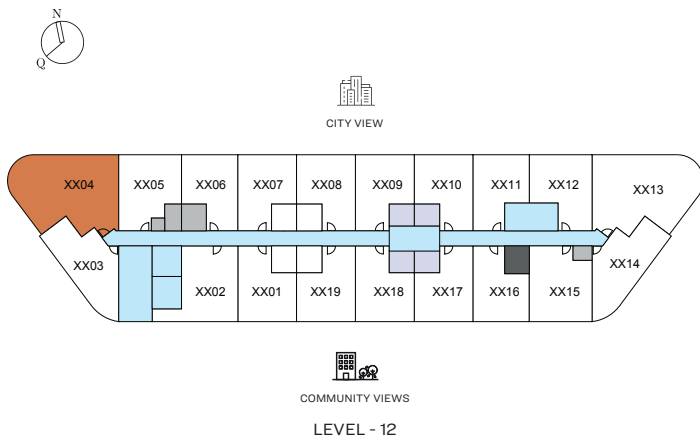 N
Q
CITY VIEW
XX04
XX05
XX06
XX07
XX08
XX09
XX10
XX11
XX12
XX13
XX03
XX02
XX01
XX19
XX18
XX17
XX16
XX15
XX14
COMMUNITY VIEWS
LEVEL - 12